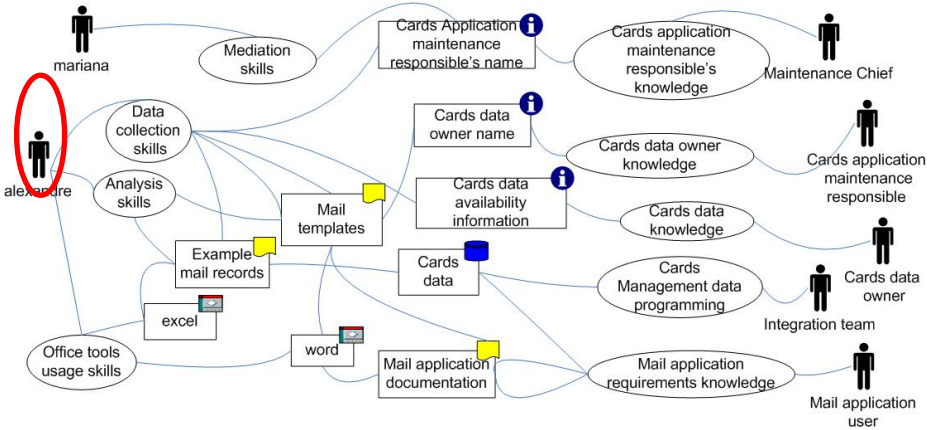 mariana
Mediation
skills
Cards Application
maintenance
responsible's name
i
Cards application
maintenance
responsible's
knowledge
Maintenance Chief
alexandre
Data
collection
skills
Cards data
owner name
i
Cards data owner
knowledge
Cards application
maintenance
responsible
Analysis
skills
Mail
templates
Cards data
availability
information
i
Cards data
knowledge
Cards data
owner
Example
mail records
Cards
data
Cards
Management data
programming
Integration team
excel
Office tools
usage skills
word
Mail application
documentation
Mail application
requirements knowledge
Mail application
user